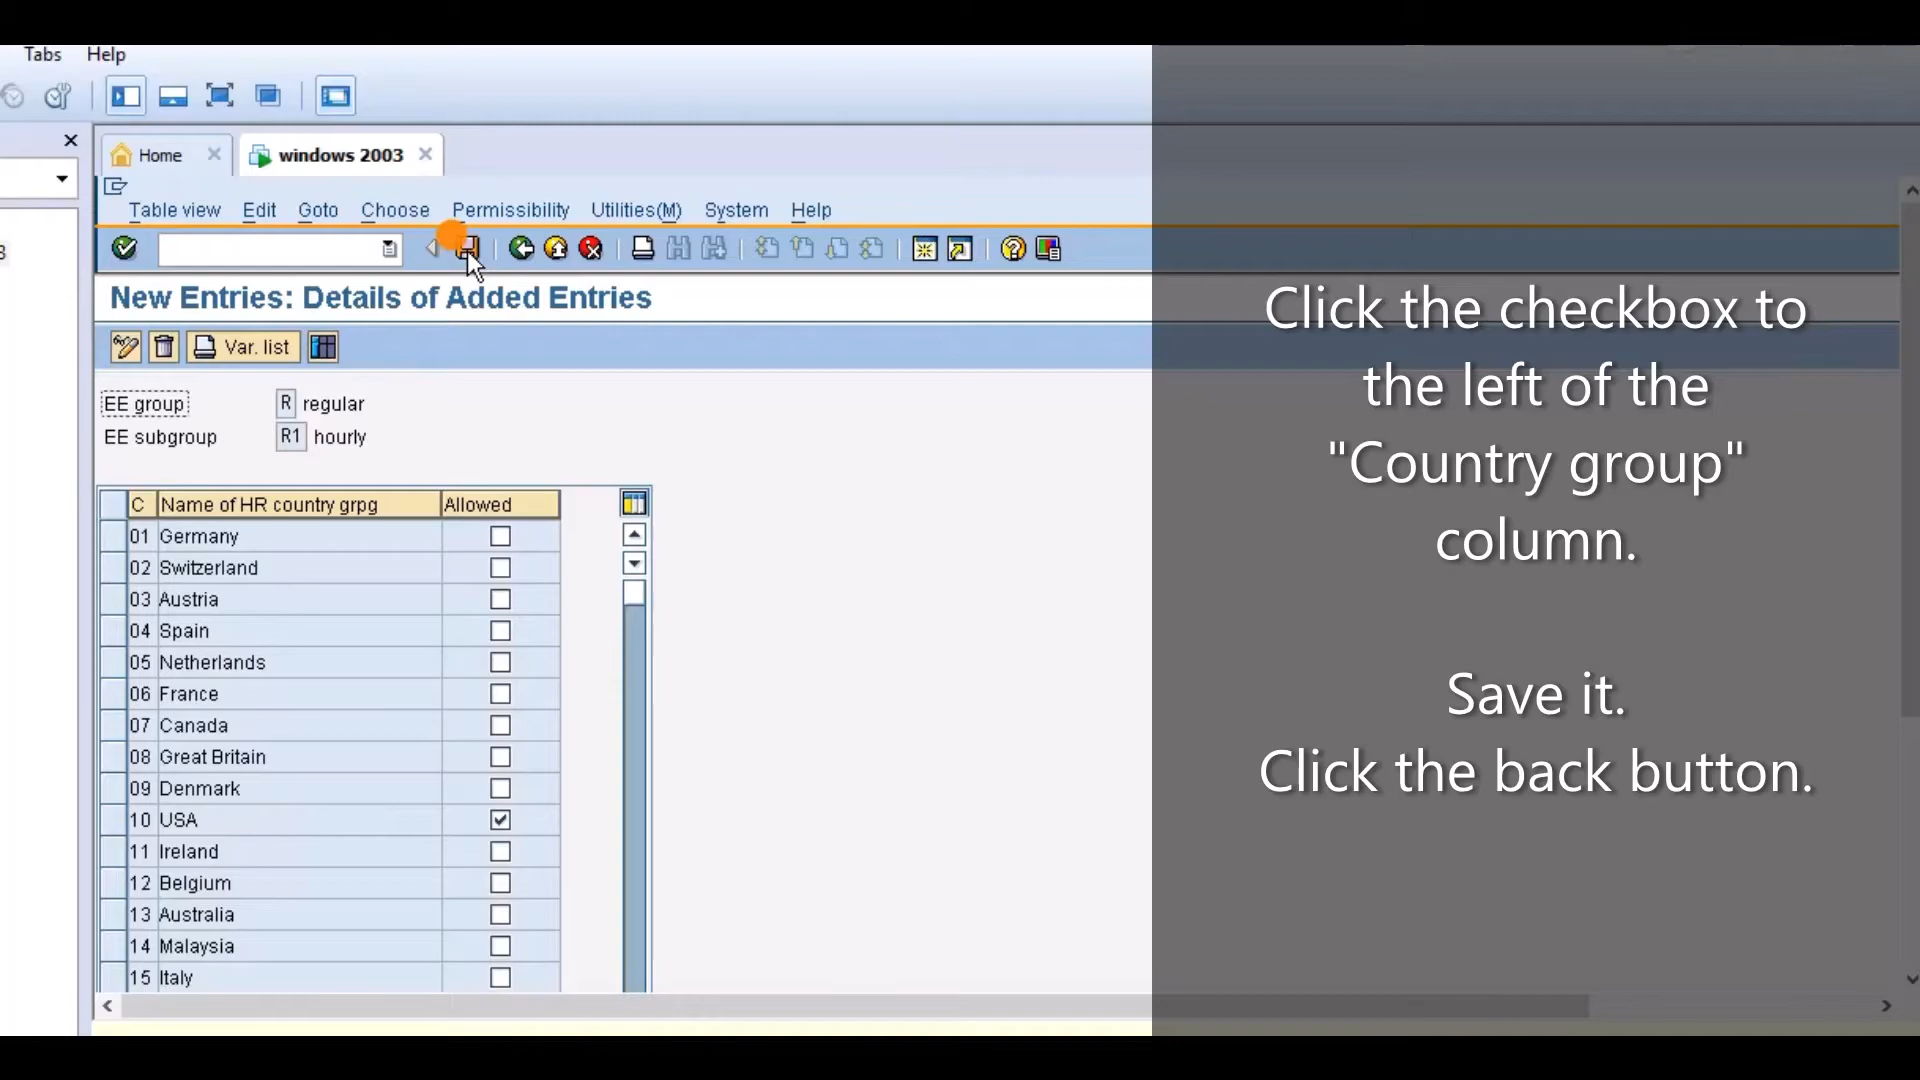 Tabs Help
Home windows 2003
Table view Edit Goto Choose Permissibility Utilities(M) System Help
New Entries: Details of Added Entries
Var. list
EE group R regular
EE subgroup R1 hourly
C Name of HR country grpg Allowed
01 Germany
02 Switzerland
03 Austria
04 Spain
05 Netherlands
06 France
07 Canada
08 Great Britain
09 Denmark
10 USA
11 Ireland
12 Belgium
13 Australia
14 Malaysia
15 Italy
Click the checkbox to
the left of the
"Country group"
column.
Save it.
Click the back button.